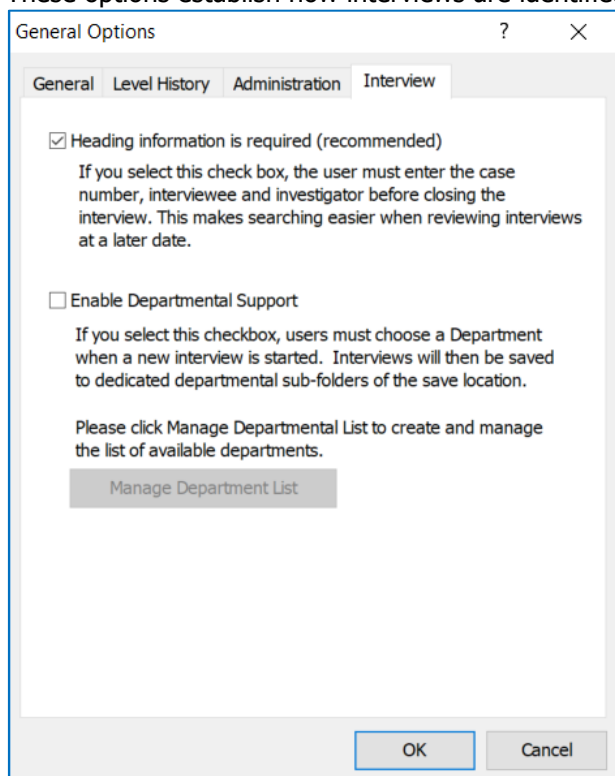 These options establish how interviews are identifie
General Options ? ×
General Level History Administration Interview
Heading information is required (recommended)
If you select this check box, the user must enter the case
number, interviewee and investigator before closing the
interview. This makes searching easier when reviewing interviews
at a later date.
Enable Departmental Support
If you select this checkbox, users must choose a Department
when a new interview is started. Interviews will then be saved
to dedicated departmental sub-folders of the save location.
Please click Manage Departmental List to create and manage
the list of available departments.
Manage Department List
OK Cancel